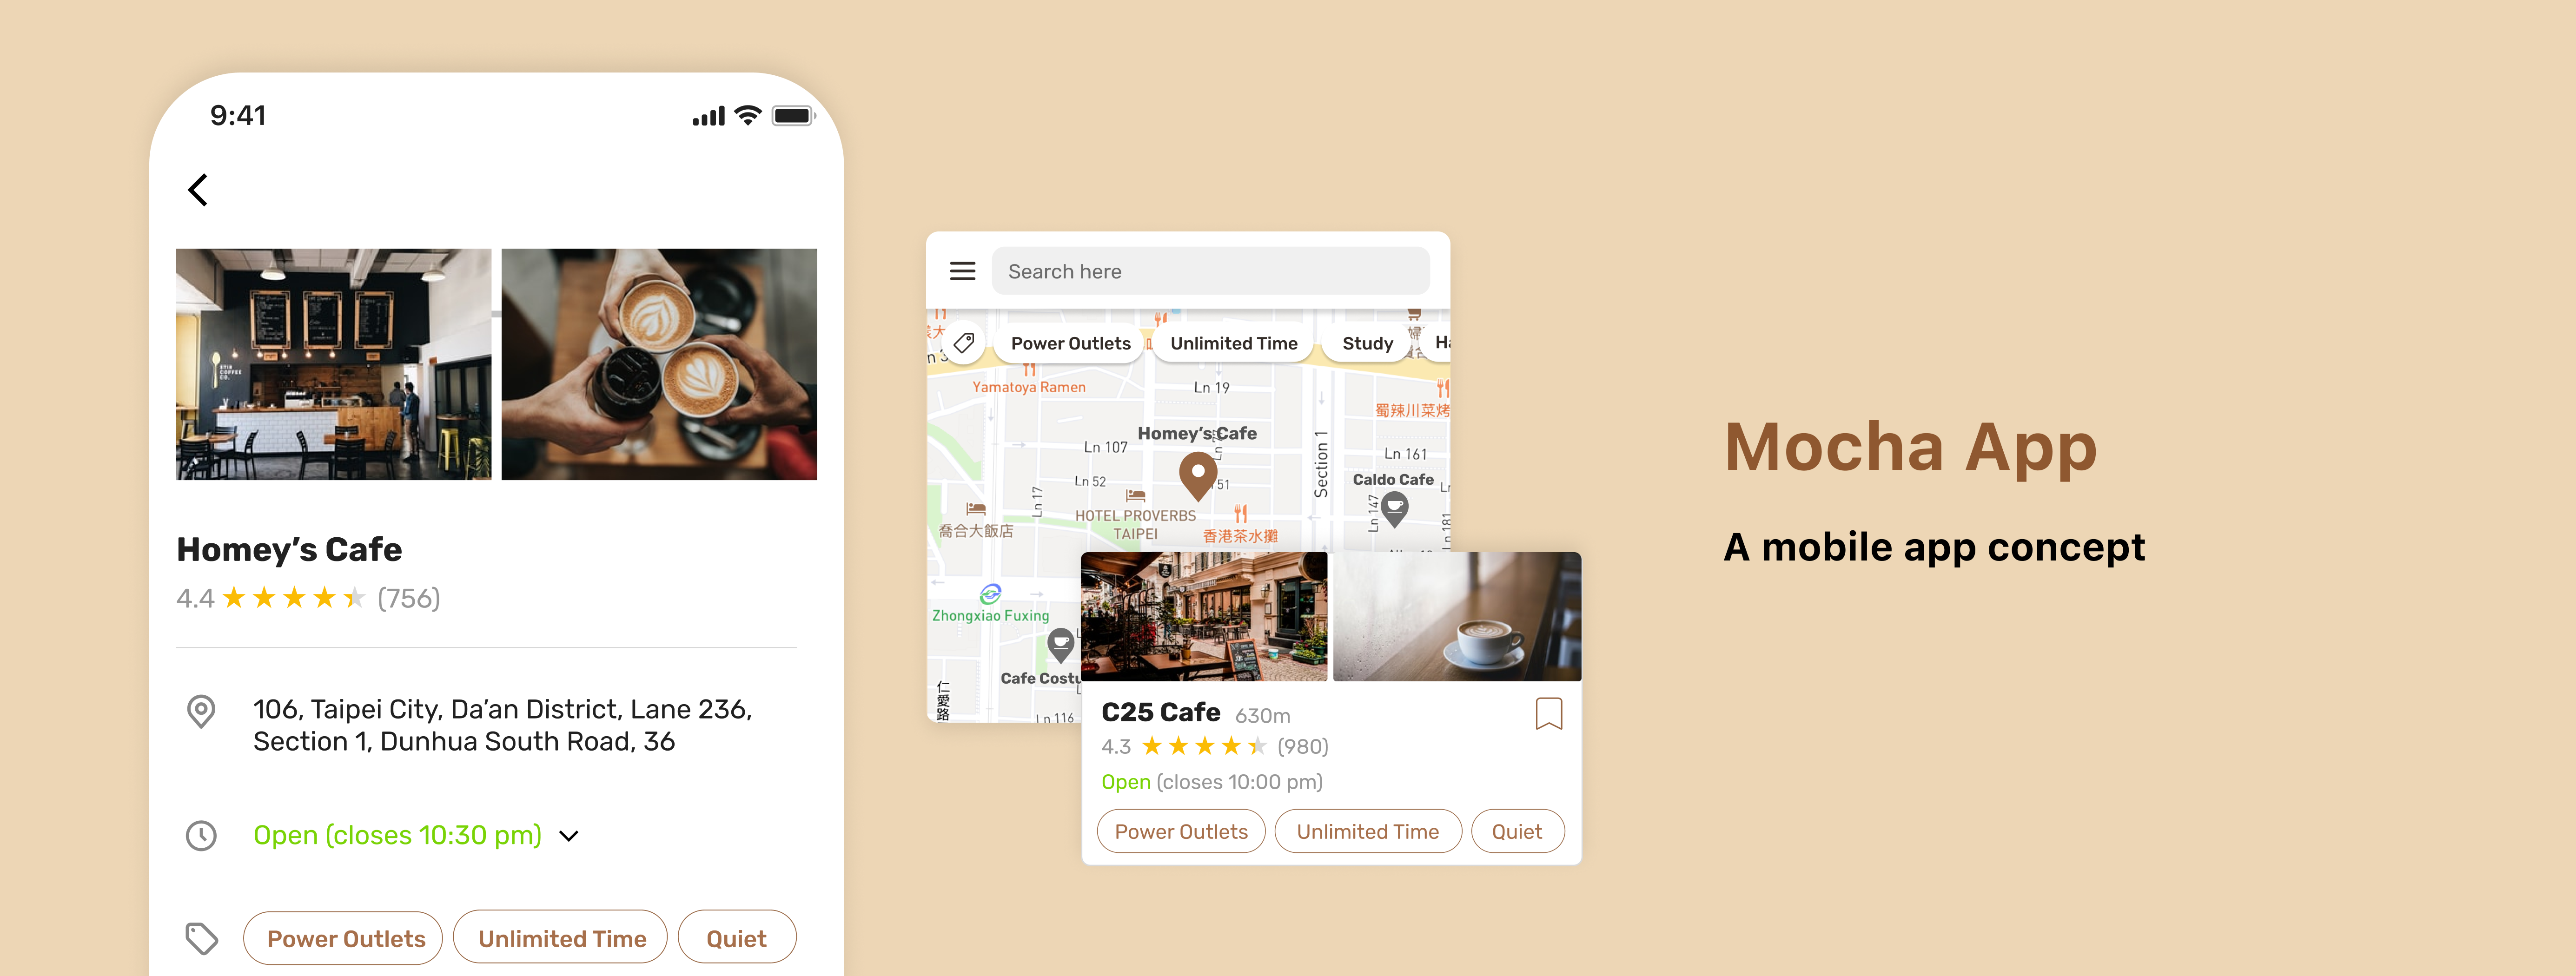 9:41
STIR
COFFEE
CO.
Homey's Cafe
4.4 (756)
106, Taipei City, Da'an District, Lane 236,
Section 1, Dunhua South Road, 36
Open (closes 10:30 pm)
Power Outlets
Unlimited Time
Quiet
Search here
Power Outlets
Unlimited Time
Study
Yamatoya Ramen
Ln 19
蜀辣川菜烤
Homey's Cafe
Ln 107
Section 1
Ln 161
Caldo Cafe
Ln 52
51
Ln 17
Ln 147
Ln 181
HOTEL PROVERBS
TAIPEI
喬合大飯店
香港茶水攤
Zhongxiao Fuxing
Cafe Costu
仁愛路
Ln 116
C25 Cafe 630m
4.3 (980)
Open (closes 10:00 pm)
Power Outlets
Unlimited Time
Quiet
Mocha App
A mobile app concept